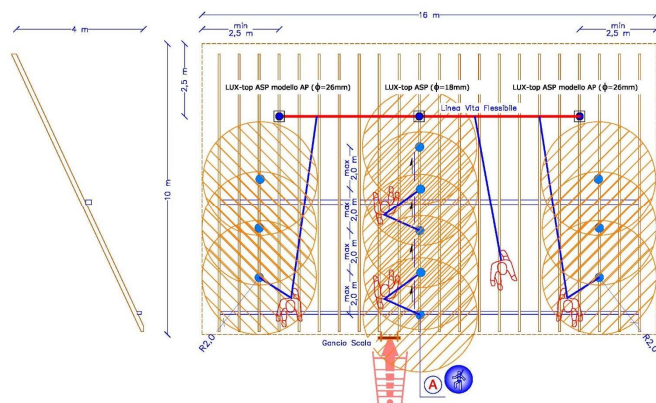 4 m
16 m
min
2,5 m
min
2,5 m
2,5 m
10 m
LUX-top ASP modello AP (ϕ=26mm)
LUX-top ASP (ϕ=18mm)
LUX-top ASP modello AP (ϕ=26mm)
Linea Vita Flessibile
max
2,0 m
max
2,0 m
max
2,0 m
max
2,0 m
R2.0
R2.0
Gancio Scala
A